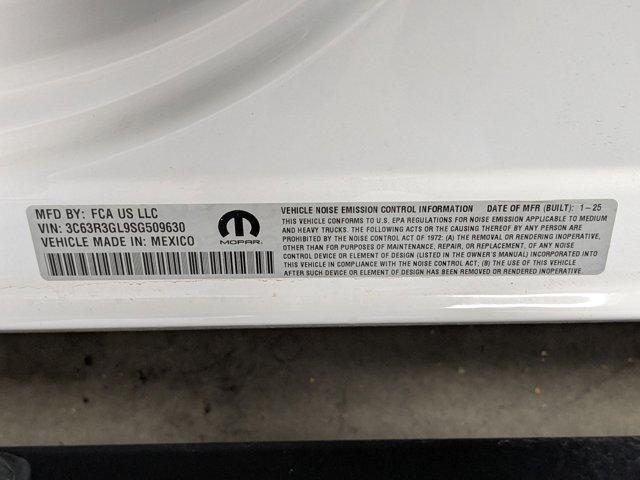 MFD BY: FCA US LLC
VIN: 3C63R3GL9SG509630
VEHICLE MADE IN: MEXICO
MOPAR.
VEHICLE NOISE EMISSION CONTROL INFORMATION DATE OF MFR (BUILT): 1-25
THIS VEHICLE CONFORMS TO U.S. EPA REGULATIONS FOR NOISE EMISSION APPLICABLE TO MEDIUM
AND HEAVY TRUCKS. THE FOLLOWING ACTS OR THE CAUSING THEREOF BY ANY PERSON ARE
PROHIBITED BY THE NOISE CONTROL ACT OF 1972: (A) THE REMOVAL OR RENDERING INOPERATIVE,
OTHER THAN FOR PURPOSES OF MAINTENANCE, REPAIR, OR REPLACEMENT, OF ANY NOISE
CONTROL DEVICE OR ELEMENT OF DESIGN (LISTED IN THE OWNER'S MANUAL) INCORPORATED INTO
THIS VEHICLE IN COMPLIANCE WITH THE NOISE CONTROL ACT; (B) THE USE OF THIS VEHICLE
AFTER SUCH DEVICE OR ELEMENT OF DESIGN HAS BEEN REMOVED OR RENDERED INOPERATIVE.